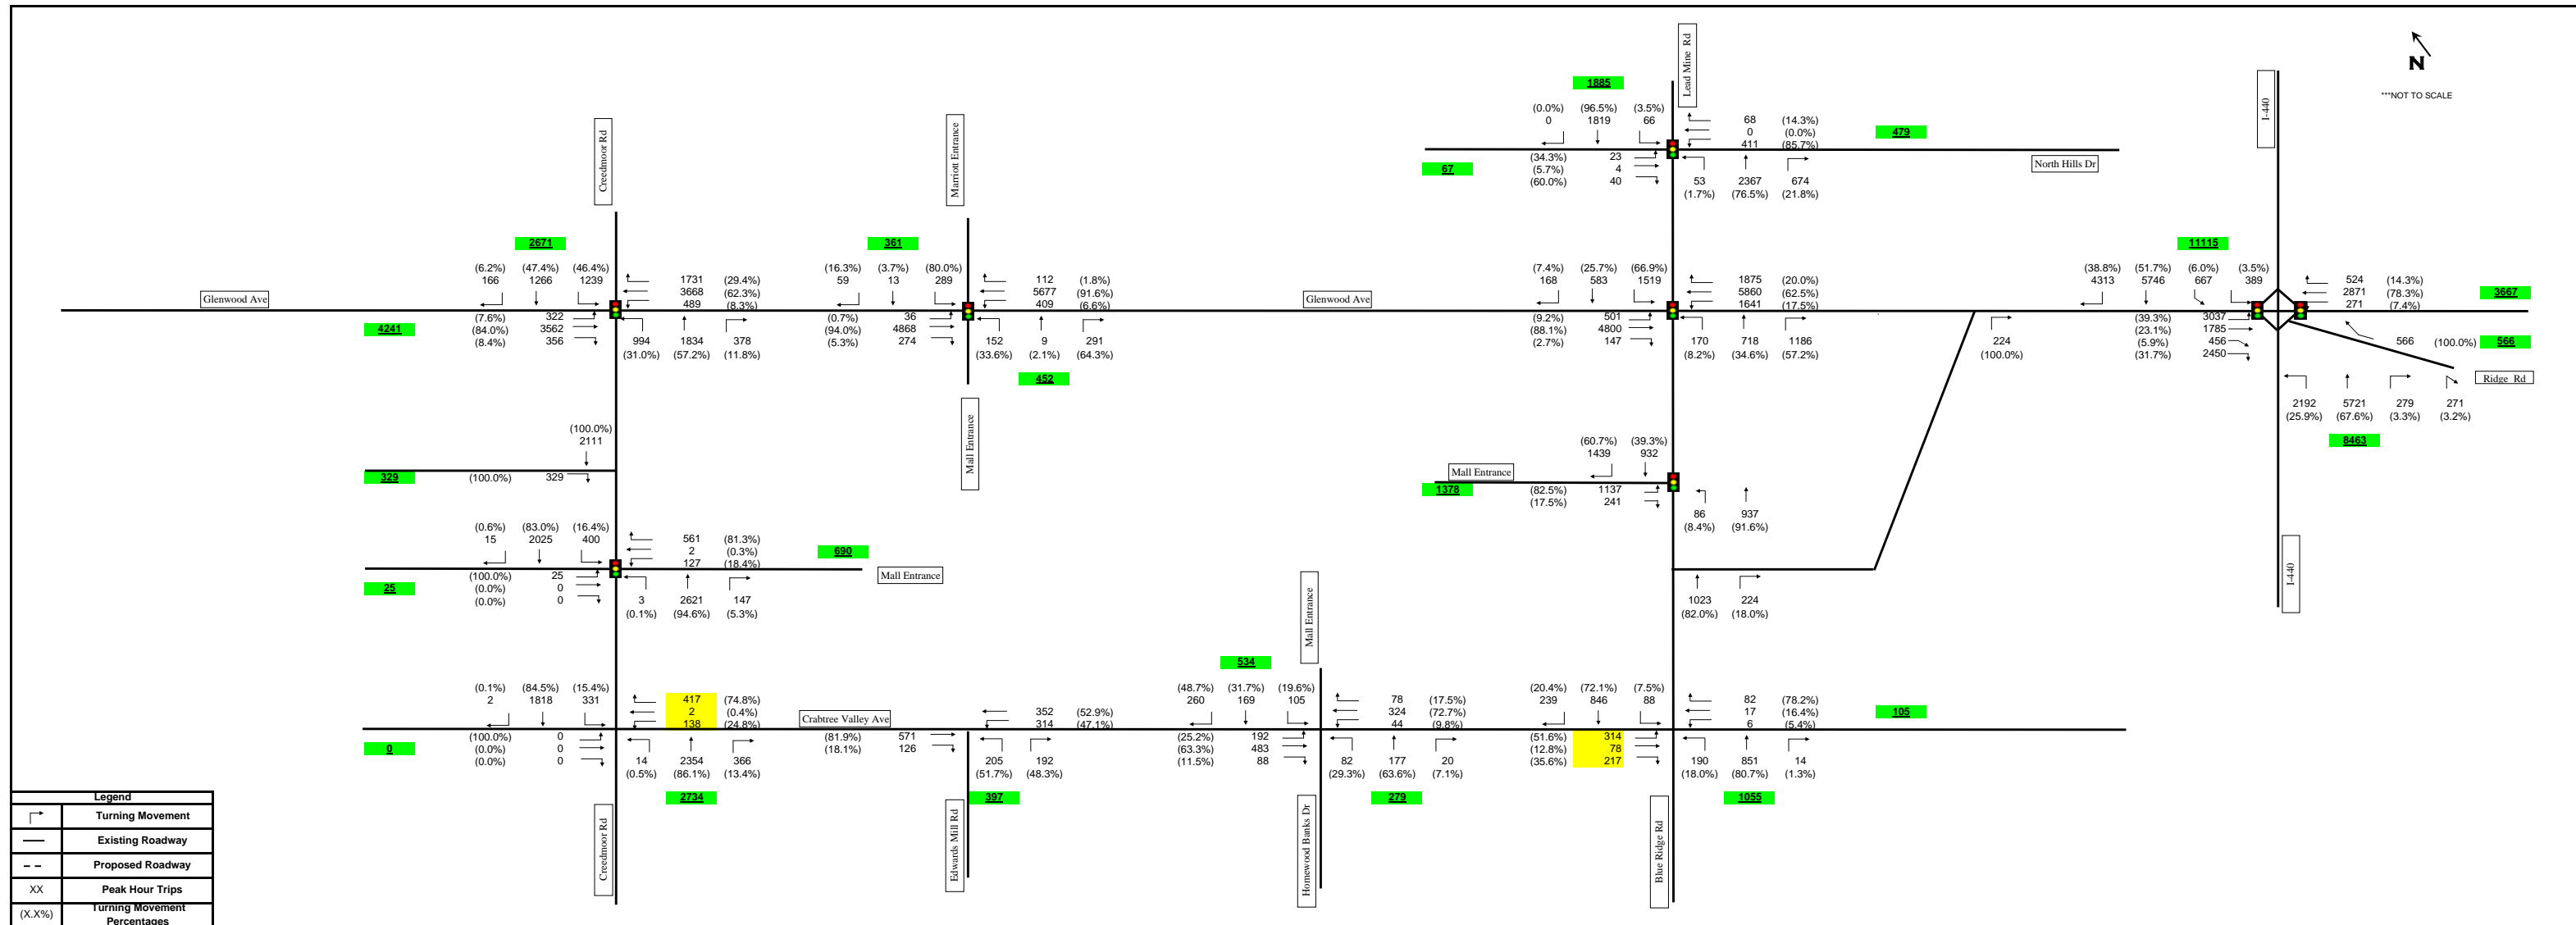 Lead Mine Rd
N
***NOT TO SCALE
I-440
1885
(0.0%) (96.5%) (3.5%)
0 1819 66
68 (14.3%)
0 (0.0%)
411 (85.7%)
479
North Hills Dr
67
(34.3%) 23
(5.7%) 4
(60.0%) 40
53 2367 674
(1.7%) (76.5%) (21.8%)
Creedmoor Rd
Marriott Entrance
2671
(6.2%) (47.4%) (46.4%)
166 1266 1239
1731 (29.4%)
3668 (62.3%)
489 (8.3%)
Glenwood Ave
4241
(7.6%) 322
(84.0%) 3562
(8.4%) 356
994 1834 378
(31.0%) (57.2%) (11.8%)
361
(16.3%) (3.7%) (80.0%)
59 13 289
112 (1.8%)
5677 (91.6%)
409 (6.6%)
(0.7%) 36
(94.0%) 4868
(5.3%) 274
152 9 291
(33.6%) (2.1%) (64.3%)
452
Mall Entrance
Glenwood Ave
(7.4%) (25.7%) (66.9%)
168 583 1519
1875 (20.0%)
5860 (62.5%)
1641 (17.5%)
(9.2%) 501
(88.1%) 4800
(2.7%) 147
170 718 1186
(8.2%) (34.6%) (57.2%)
224
(100.0%)
11115
(38.8%) (51.7%) (6.0%) (3.5%)
4313 5746 667 389
524 (14.3%)
2871 (78.3%)
271 (7.4%)
3667
(39.3%) 3037
(23.1%) 1785
(5.9%) 456
(31.7%) 2450
566 (100.0%)
566
Ridge Rd
2192 5721 279 271
(25.9%) (67.6%) (3.3%) (3.2%)
8463
I-440
(100.0%)
2111
329
(100.0%) 329
(60.7%) (39.3%)
1439 932
Mall Entrance
1378
(82.5%) 1137
(17.5%) 241
86 937
(8.4%) (91.6%)
(0.6%) (83.0%) (16.4%)
15 2025 400
561 (81.3%)
2 (0.3%)
127 (18.4%)
690
Mall Entrance
25
(100.0%) 25
(0.0%) 0
(0.0%) 0
3 2621 147
(0.1%) (94.6%) (5.3%)
1023 224
(82.0%) (18.0%)
Mall Entrance
(0.1%) (84.5%) (15.4%)
2 1818 331
417 (74.8%)
2 (0.4%)
138 (24.8%)
Crabtree Valley Ave
0
(100.0%) 0
(0.0%) 0
(0.0%) 0
14 2354 366
(0.5%) (86.1%) (13.4%)
2734
Creedmoor Rd
352 (52.9%)
314 (47.1%)
(81.9%) 571
(18.1%) 126
205 192
(51.7%) (48.3%)
397
Edwards Mill Rd
534
(48.7%) (31.7%) (19.6%)
260 169 105
78 (17.5%)
324 (72.7%)
44 (9.8%)
(25.2%) 192
(63.3%) 483
(11.5%) 88
82 177 20
(29.3%) (63.6%) (7.1%)
279
Homewood Banks Dr
(20.4%) (72.1%) (7.5%)
239 846 88
82 (78.2%)
17 (16.4%)
6 (5.4%)
105
(51.6%) 314
(12.8%) 78
(35.6%) 217
190 851 14
(18.0%) (80.7%) (1.3%)
1055
Blue Ridge Rd
Legend
Turning Movement
Existing Roadway
Proposed Roadway
XX Peak Hour Trips
(X.X%) Turning Movement
Percentages